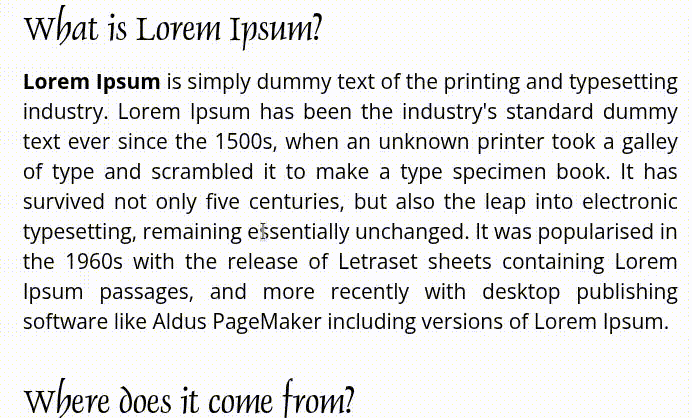 What is Lorem Ipsum?
Lorem Ipsum is simply dummy text of the printing and typesetting
industry. Lorem Ipsum has been the industry's standard dummy
text ever since the 1500s, when an unknown printer took a galley
of type and scrambled it to make a type specimen book. It has
survived not only five centuries, but also the leap into electronic
typesetting, remaining essentially unchanged. It was popularised in
the 1960s with the release of Letraset sheets containing Lorem
Ipsum passages, and more recently with desktop publishing
software like Aldus PageMaker including versions of Lorem Ipsum.
Where does it come from?